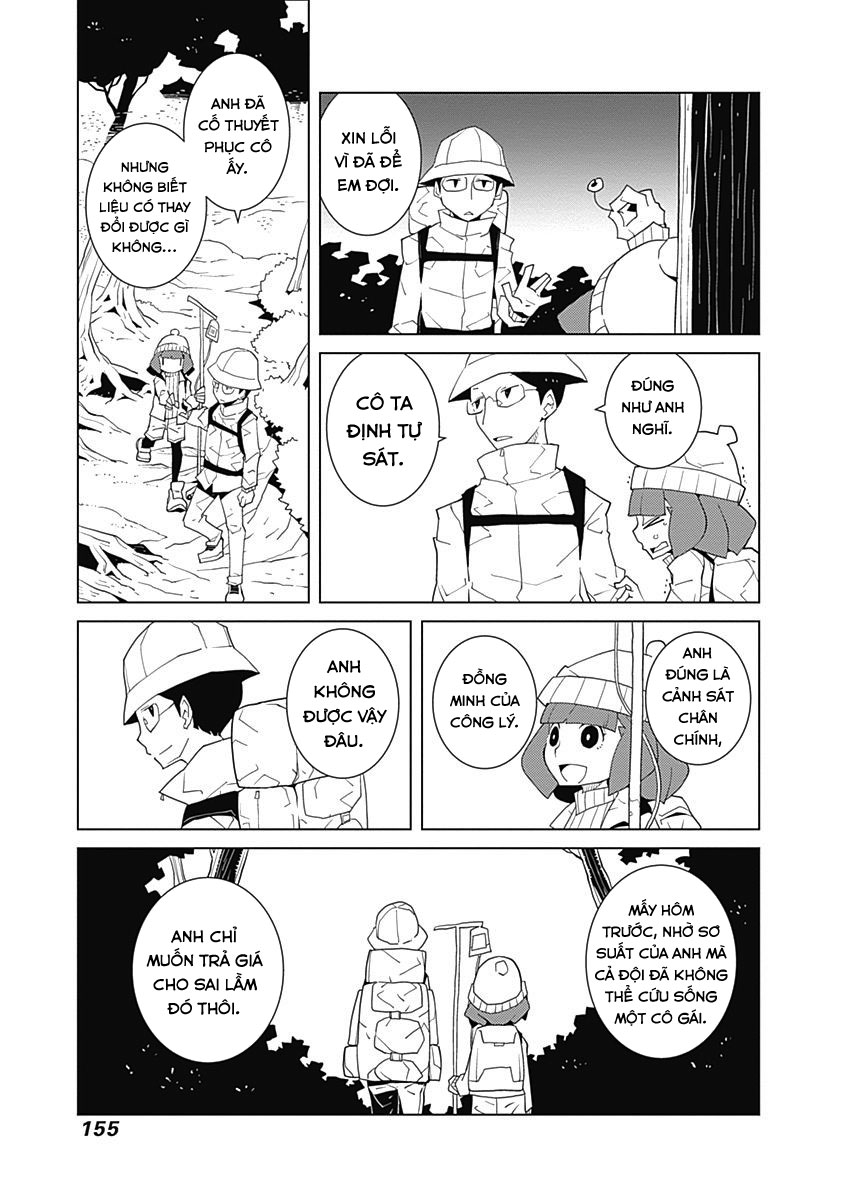 XIN LỖI
VÌ ĐÃ ĐỂ
EM ĐỢI.
ĐÚNG
NHƯ ANH
NGHĨ.
CÔ TA
ĐỊNH TỰ
SÁT.
ANH ĐÃ
CỐ THUYẾT
PHỤC CÔ
ẤY.
NHƯNG
KHÔNG BIẾT
LIỆU CÓ THAY
ĐỔI ĐƯỢC GÌ
KHÔNG...
ANH
ĐÚNG LÀ
CẢNH SÁT
CHÂN
CHÍNH,
ĐỒNG
MINH CỦA
CÔNG LÝ.
ANH
KHÔNG
ĐƯỢC VẬY
ĐÂU.
MẤY HÔM
TRƯỚC, NHỜ SƠ
SUẤT CỦA ANH MÀ
CẢ ĐỘI ĐÃ KHÔNG
THỂ CỨU SỐNG
MỘT CÔ GÁI.
ANH CHỈ
MUỐN TRẢ GIÁ
CHO SAI LẦM
ĐÓ THÔI.
155